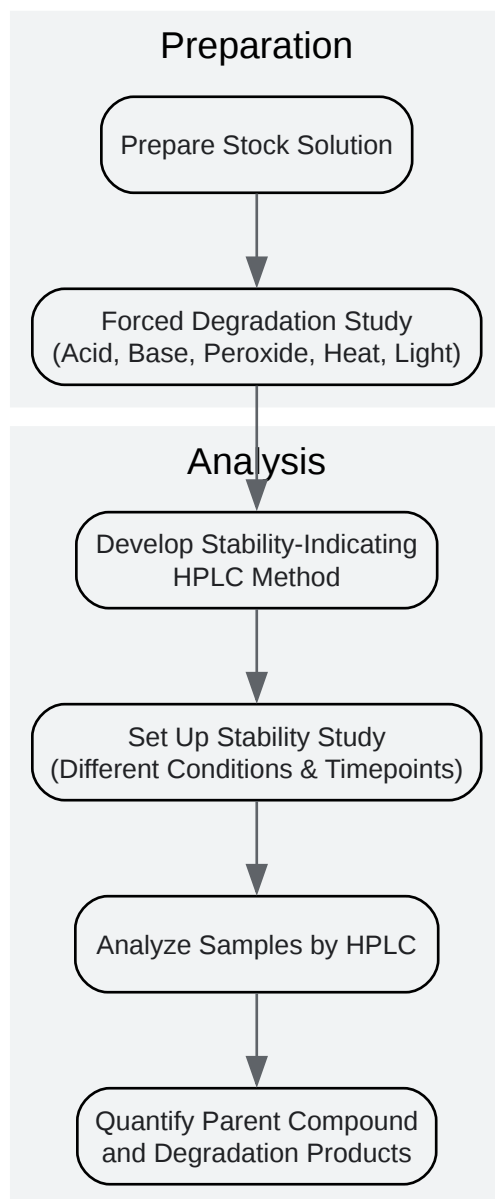 Preparation
Prepare Stock Solution
Forced Degradation Study
(Acid, Base, Peroxide, Heat, Light)
Analysis
Develop Stability-Indicating
HPLC Method
Set Up Stability Study
(Different Conditions & Timepoints)
Analyze Samples by HPLC
Quantify Parent Compound
and Degradation Products